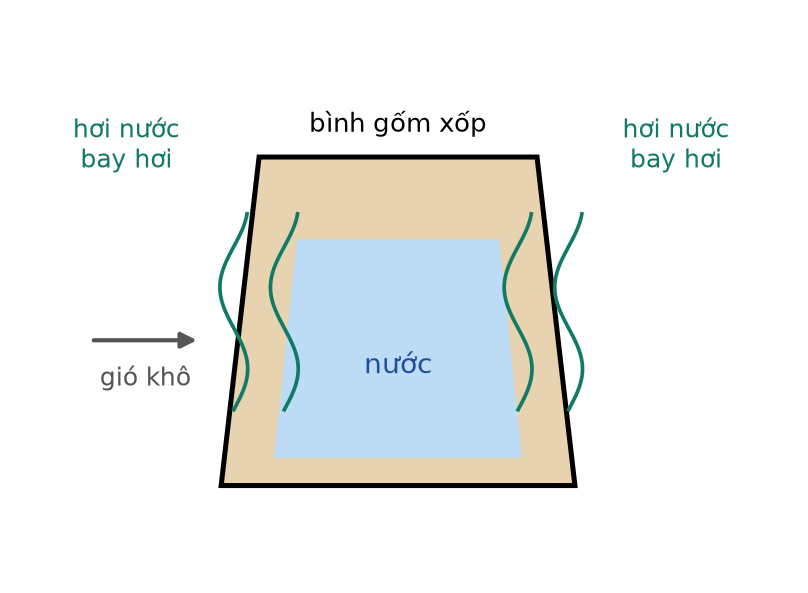 bình gốm xốp
hơi nước
bay hơi
hơi nước
bay hơi
gió khô
nước